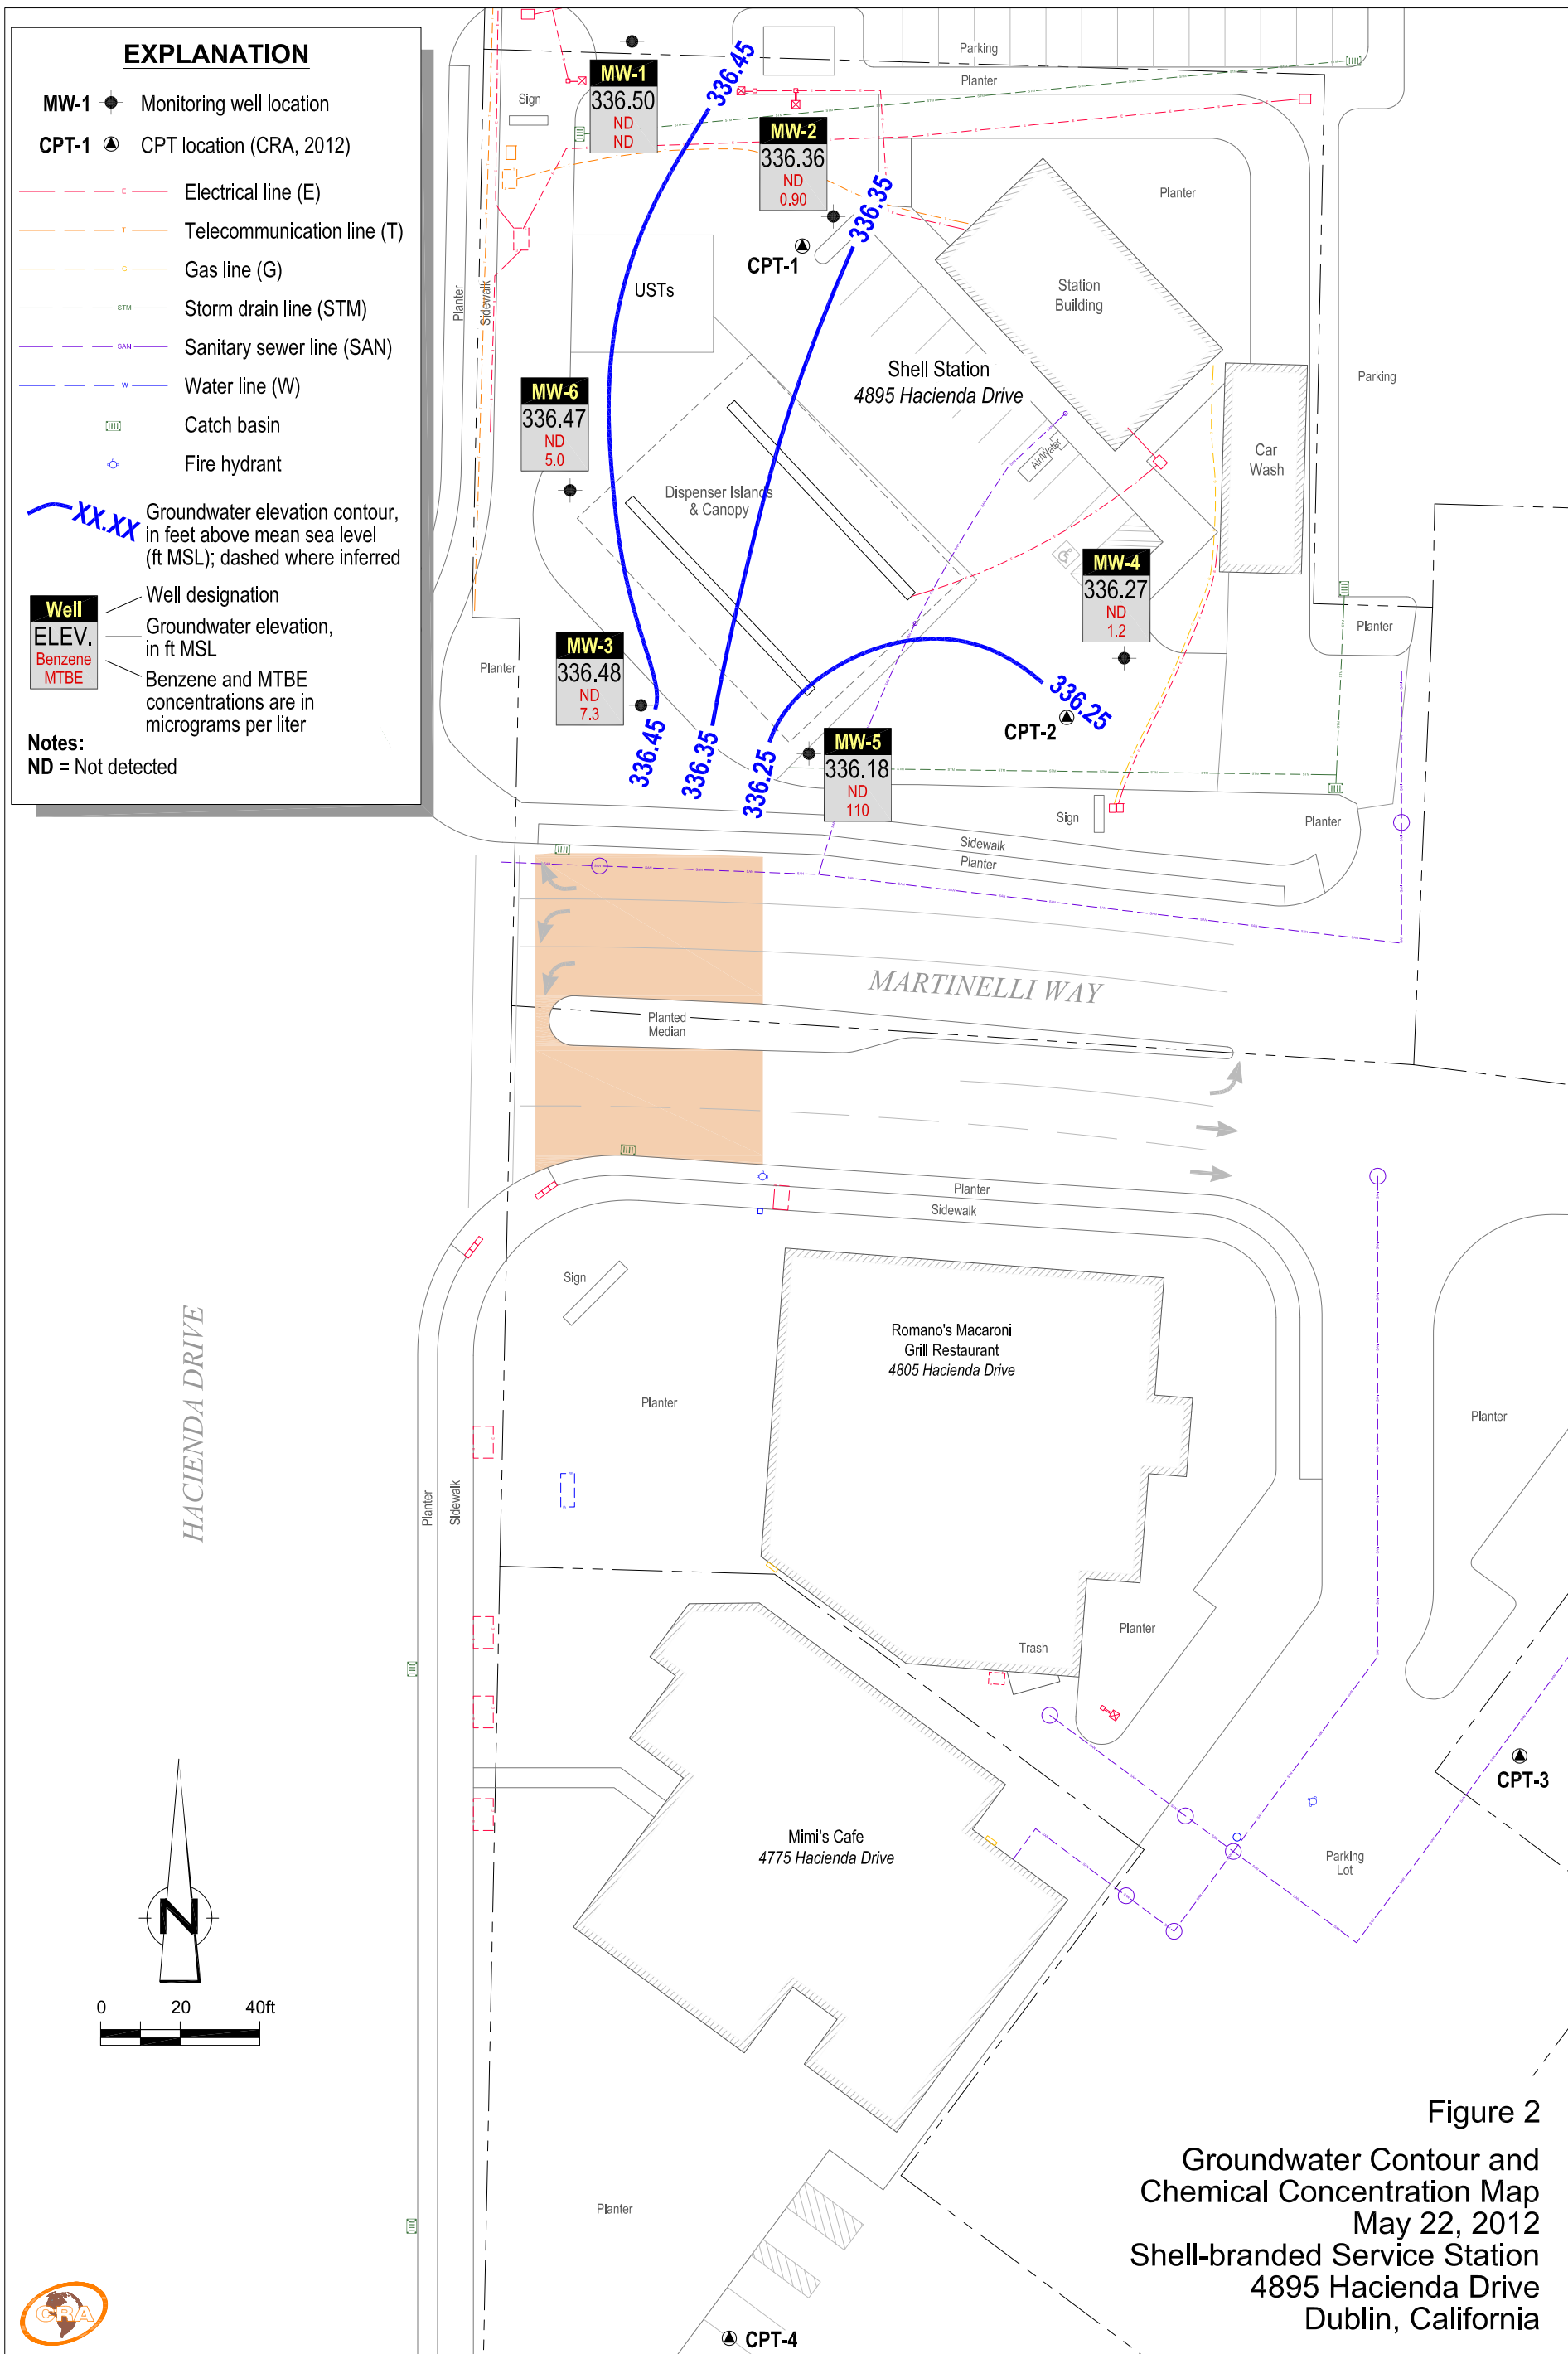 EXPLANATION
MW-1 Monitoring well location
CPT-1 CPT location (CRA, 2012)
E Electrical line (E)
T Telecommunication line (T)
G Gas line (G)
STM Storm drain line (STM)
SAN Sanitary sewer line (SAN)
W Water line (W)
Catch basin
Fire hydrant
XX.XX
Groundwater elevation contour,
in feet above mean sea level
(ft MSL); dashed where inferred
Well
ELEV.
Benzene
MTBE
Well designation
Groundwater elevation,
in ft MSL
Benzene and MTBE
concentrations are in
micrograms per liter
Notes:
ND = Not detected
MW-1
336.50
ND
ND
336.45
Parking
Planter
Sign
MW-2
336.36
ND
0.90
336.35
Planter
CPT-1
USTs
Station
Building
Planter
Sidewalk
Shell Station
4895 Hacienda Drive
Parking
MW-6
336.47
ND
5.0
Air/Water
Car
Wash
Dispenser Islands
& Canopy
MW-4
336.27
ND
1.2
Planter
MW-3
336.48
ND
7.3
Planter
336.25
CPT-2
336.45
336.35
336.25
MW-5
336.18
ND
110
Sign
Planter
Sidewalk
Planter
MARTINELLI WAY
Planted
Median
Planter
Sidewalk
Sign
HACIENDA DRIVE
Romano's Macaroni
Grill Restaurant
4805 Hacienda Drive
Planter
Planter
Planter
Sidewalk
Trash
Planter
CPT-3
Mimi's Cafe
4775 Hacienda Drive
Parking
Lot
N
0 20 40ft
Planter
CPT-4
CRA
Figure 2
Groundwater Contour and
Chemical Concentration Map
May 22, 2012
Shell-branded Service Station
4895 Hacienda Drive
Dublin, California